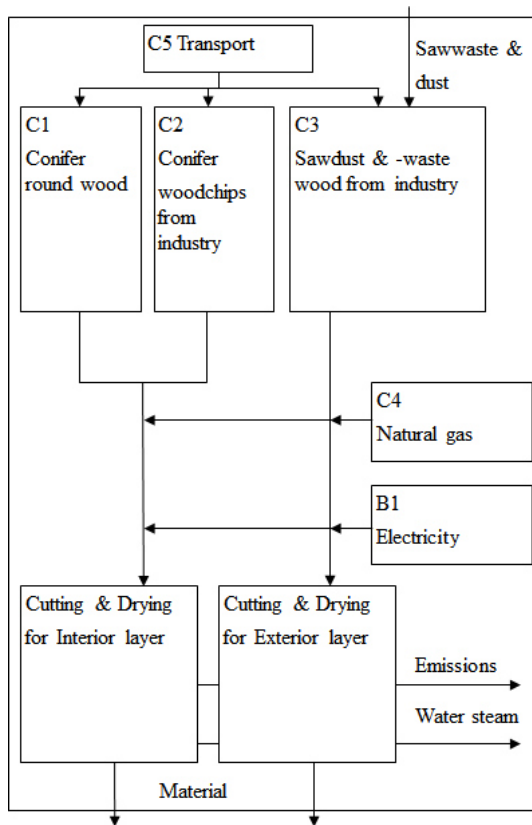 C5 Transport
Sawwaste &
dust
C1
Conifer
round wood
C2
Conifer
woodchips
from
industry
C3
Sawdust & -waste
wood from industry
C4
Natural gas
B1
Electricity
Cutting & Drying
for Interior layer
Cutting & Drying
for Exterior layer
Emissions
Water steam
Material